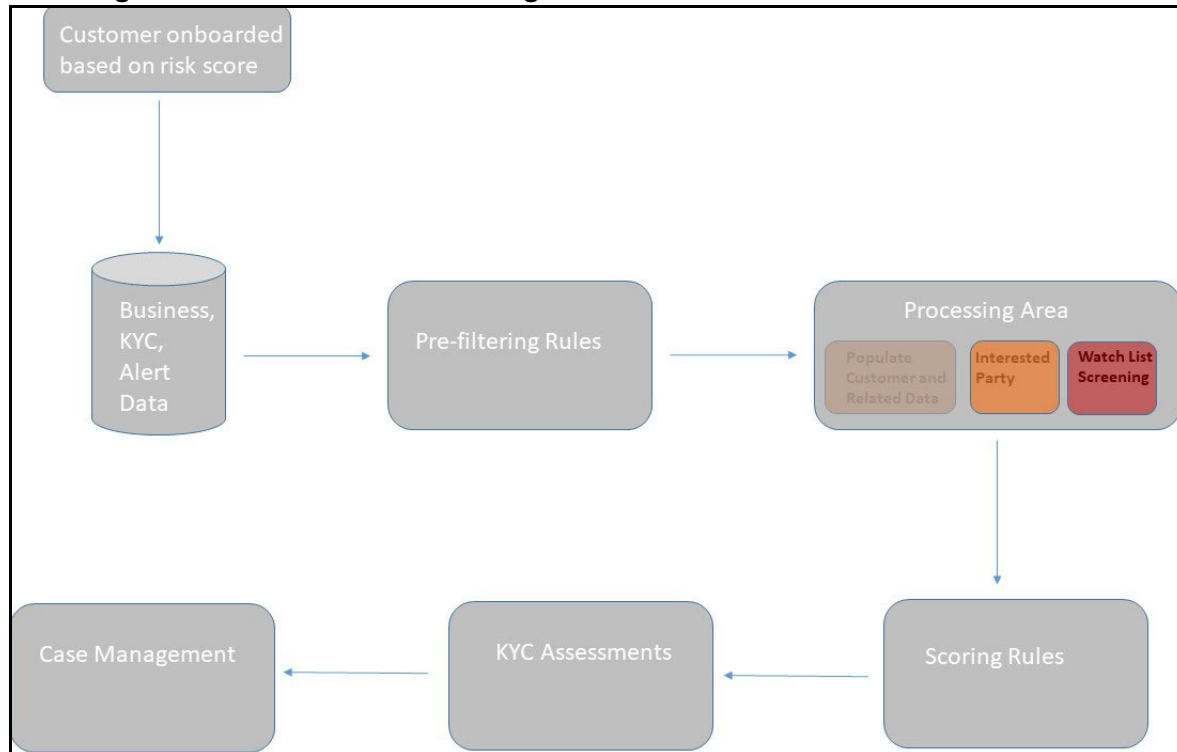 Customer onboarded
based on risk score
Business,
KYC,
Alert
Data
Pre-filtering Rules
Processing Area
Populate
Customer and
Related Data
Interested
Party
Watch List
Screening
Case Management
KYC Assessments
Scoring Rules